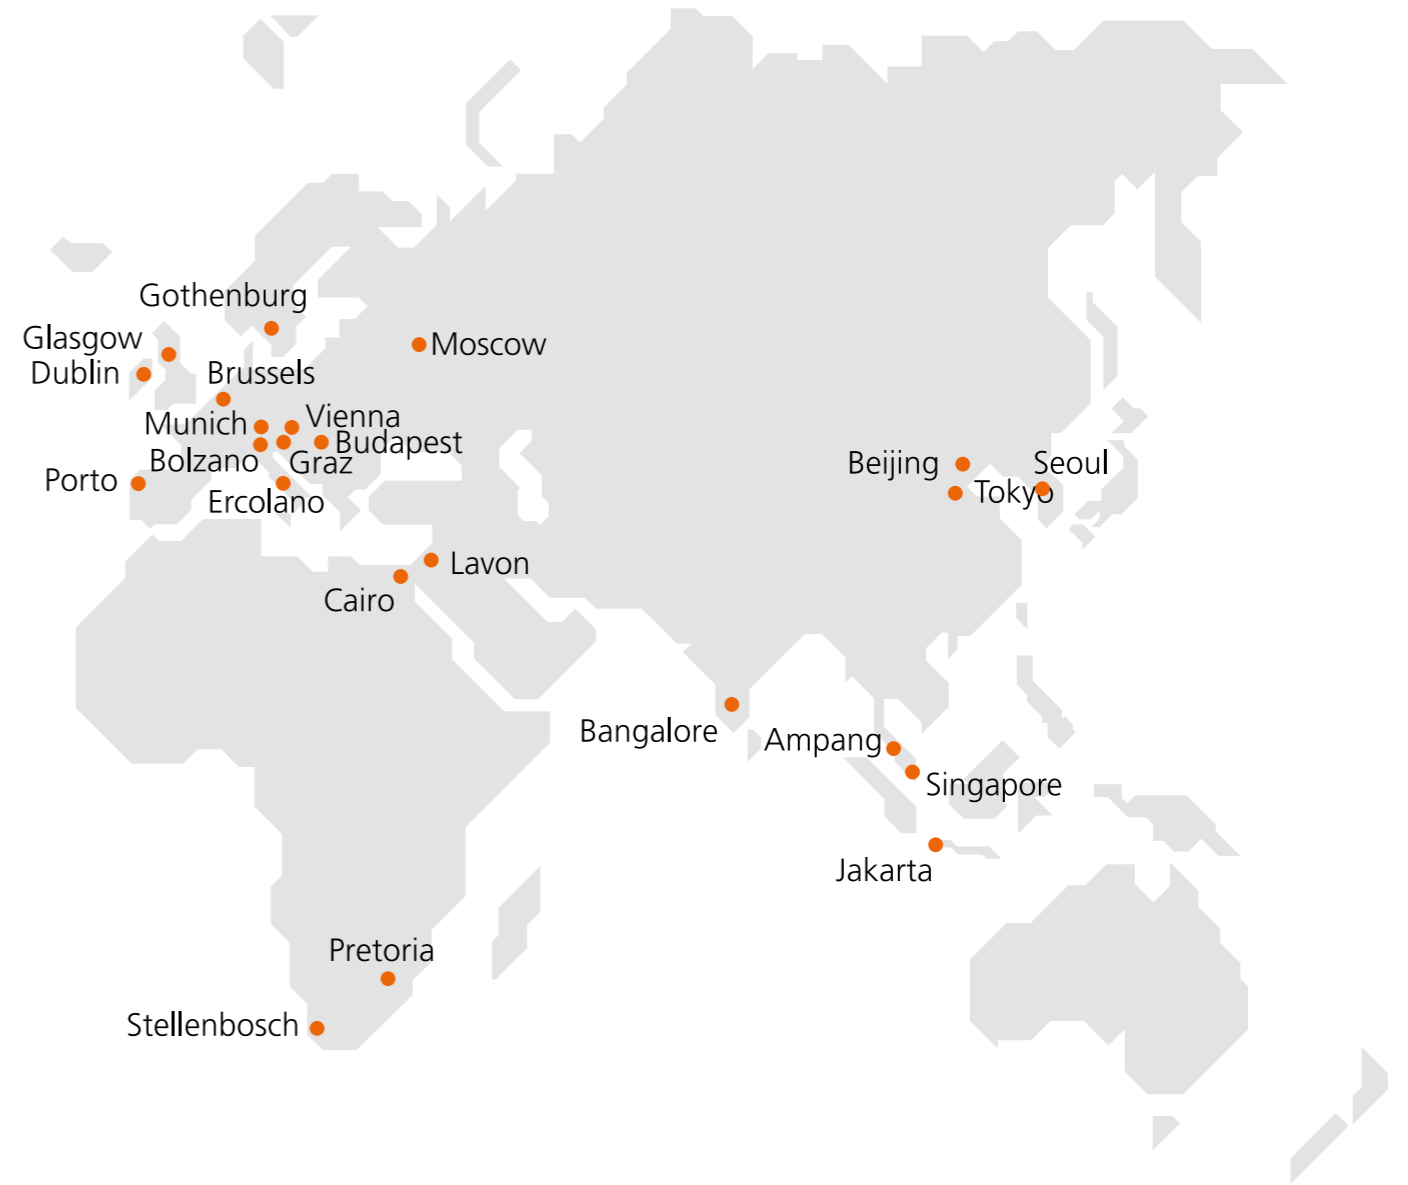 Gothenburg
Glasgow
Moscow
Dublin
Brussels
Vienna
Munich
Budapest
Bolzano
Graz
Beijing
Seoul
Porto
Tokyo
Ercolano
Lavon
Cairo
Bangalore
Ampang
Singapore
Jakarta
Pretoria
Stellenbosch